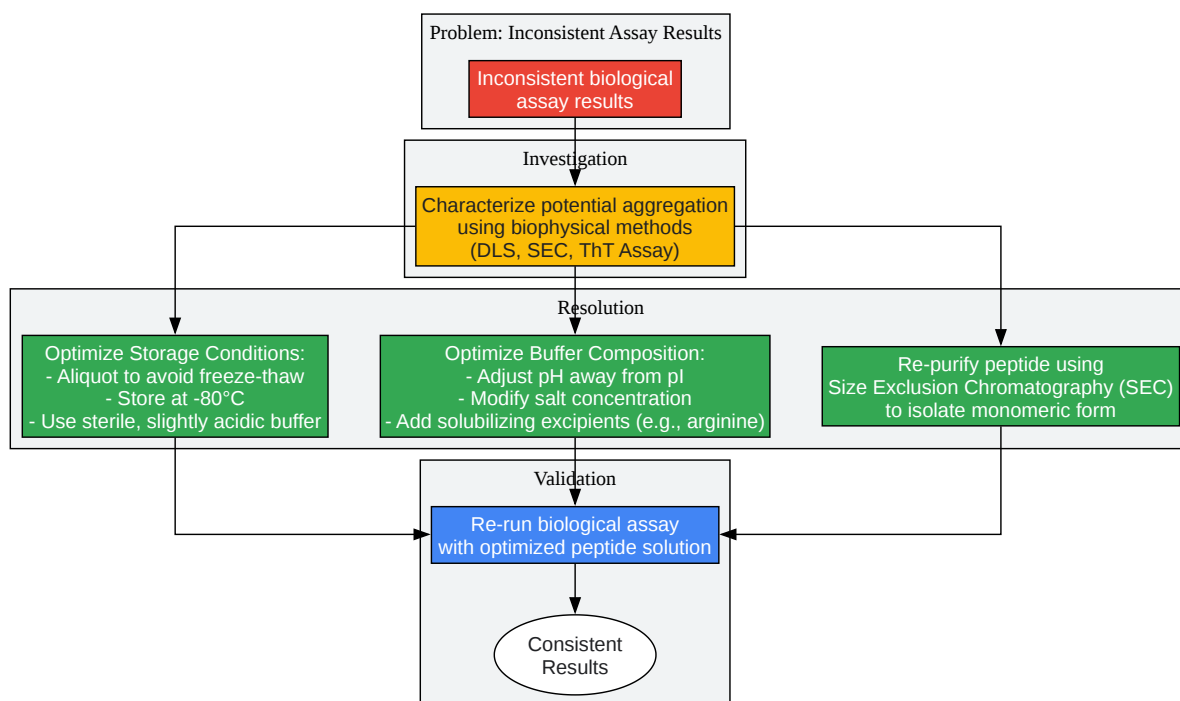 Problem: Inconsistent Assay Results
Inconsistent biological
assay results
Investigation
Characterize potential aggregation
using biophysical methods
(DLS, SEC, ThT Assay)
Resolution
Optimize Storage Conditions:
- Aliquot to avoid freeze-thaw
- Store at -80°C
- Use sterile, slightly acidic buffer
Optimize Buffer Composition:
- Adjust pH away from pI
- Modify salt concentration
- Add solubilizing excipients (e.g., arginine)
Re-purify peptide using
Size Exclusion Chromatography (SEC)
to isolate monomeric form
Validation
Re-run biological assay
with optimized peptide solution
Consistent
Results